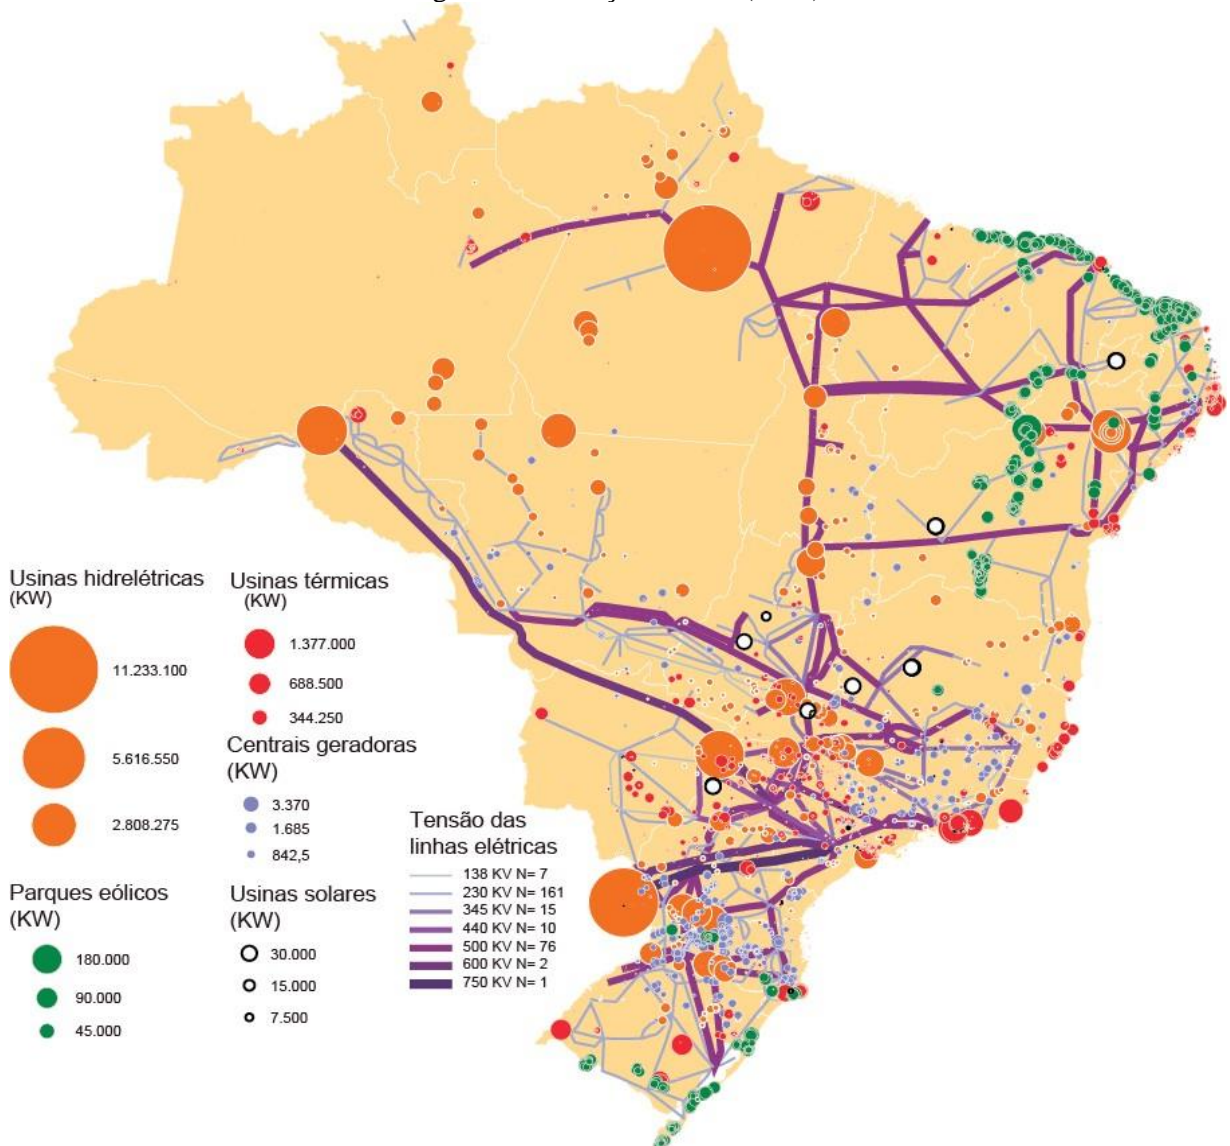 Usinas hidrelétricas
(KW)
11.233.100
5.616.550
2.808.275
Usinas térmicas
(KW)
1.377.000
688.500
344.250
Centrais geradoras
(KW)
3.370
1.685
842,5
Parques eólicos
(KW)
180.000
90.000
45.000
Usinas solares
(KW)
30.000
15.000
7.500
Tensão das
linhas elétricas
138 KV N= 7
230 KV N= 161
345 KV N= 15
440 KV N= 10
500 KV N= 76
600 KV N= 2
750 KV N= 1